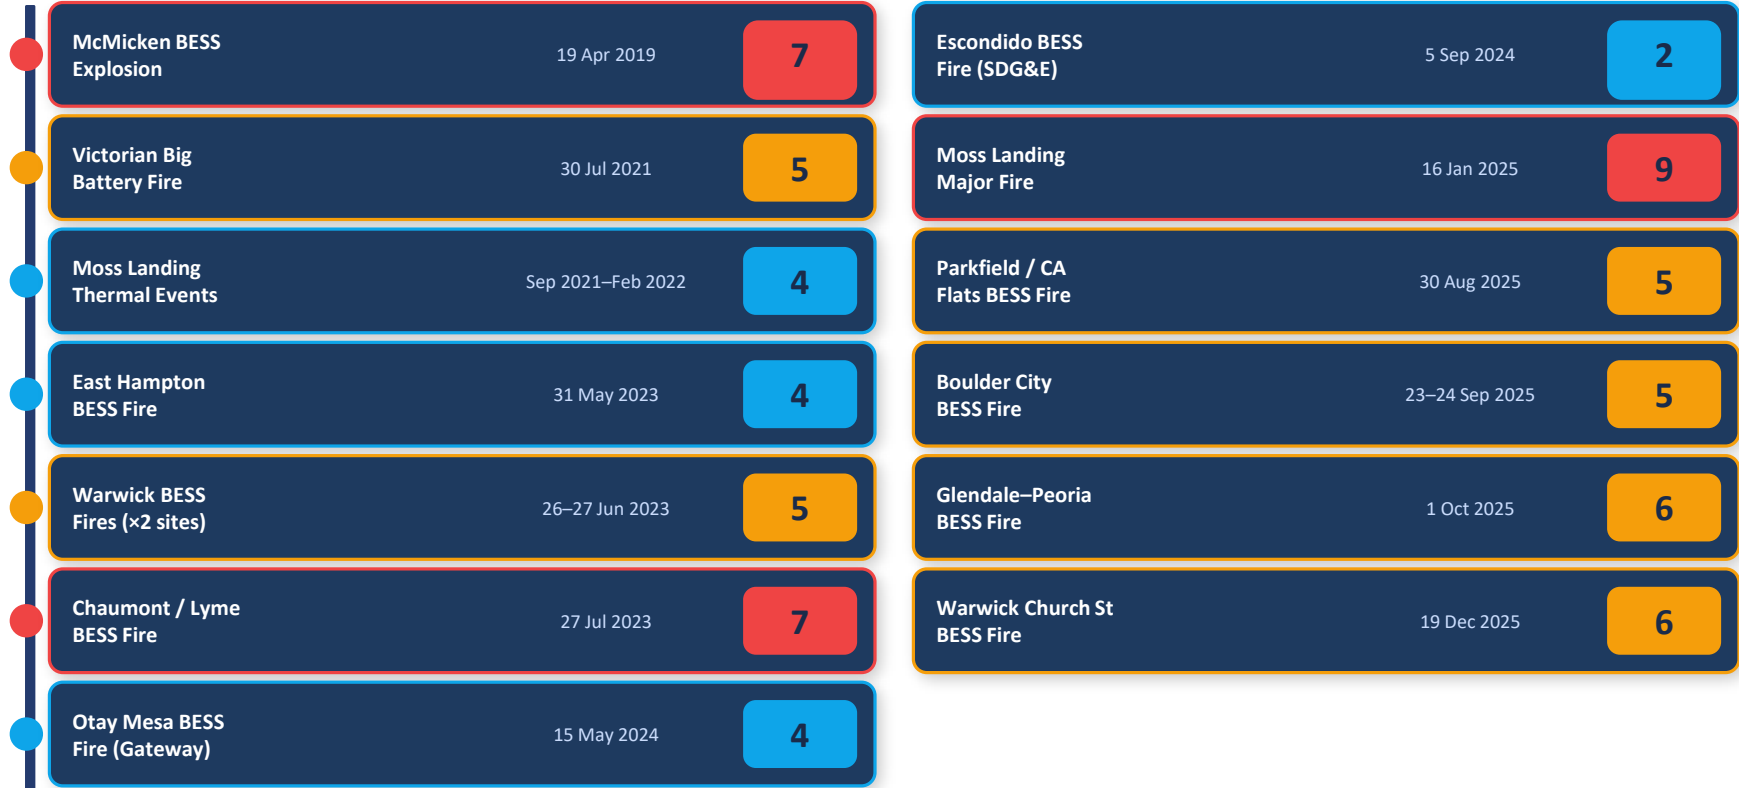 McMicken BESS
Explosion
19 Apr 2019
7
Victorian Big
Battery Fire
30 Jul 2021
5
Moss Landing
Thermal Events
Sep 2021–Feb 2022
4
East Hampton
BESS Fire
31 May 2023
4
Warwick BESS
Fires (×2 sites)
26–27 Jun 2023
5
Chaumont / Lyme
BESS Fire
27 Jul 2023
7
Otay Mesa BESS
Fire (Gateway)
15 May 2024
4
Escondido BESS
Fire (SDG&E)
5 Sep 2024
2
Moss Landing
Major Fire
16 Jan 2025
9
Parkfield / CA
Flats BESS Fire
30 Aug 2025
5
Boulder City
BESS Fire
23–24 Sep 2025
5
Glendale–Peoria
BESS Fire
1 Oct 2025
6
Warwick Church St
BESS Fire
19 Dec 2025
6